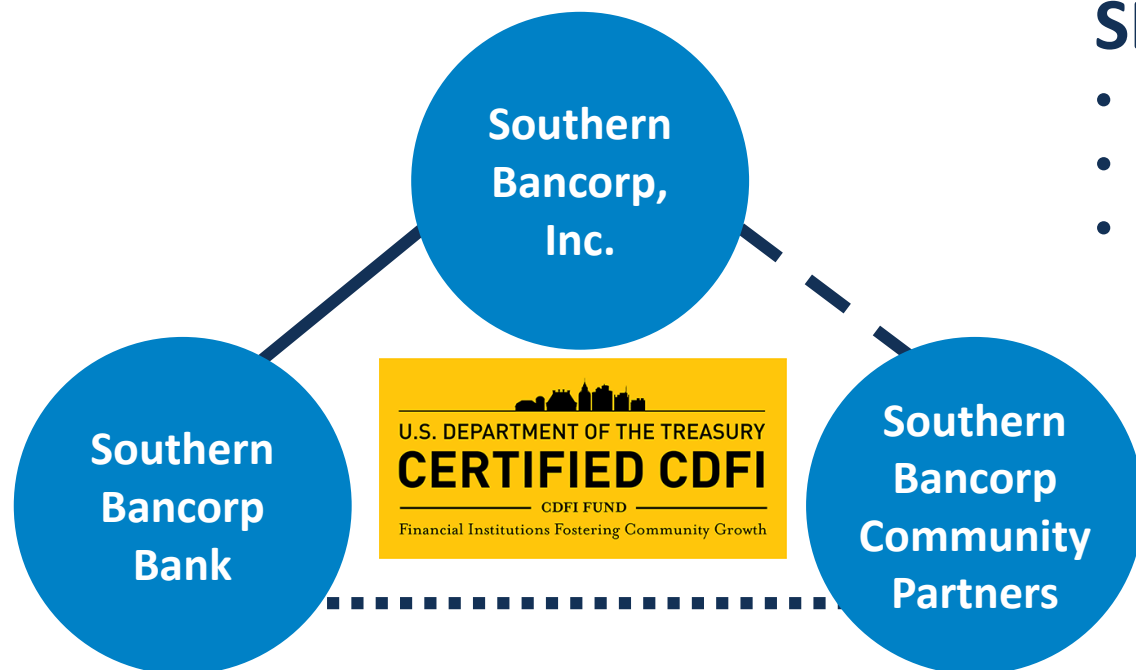 Southern
Bancorp,
Inc.
Southern
Bancorp
Bank
U.S. DEPARTMENT OF THE TREASURY
CERTIFIED CDFI
CDFI FUND
Financial Institutions Fostering Community Growth
Southern
Bancorp
Community
Partners